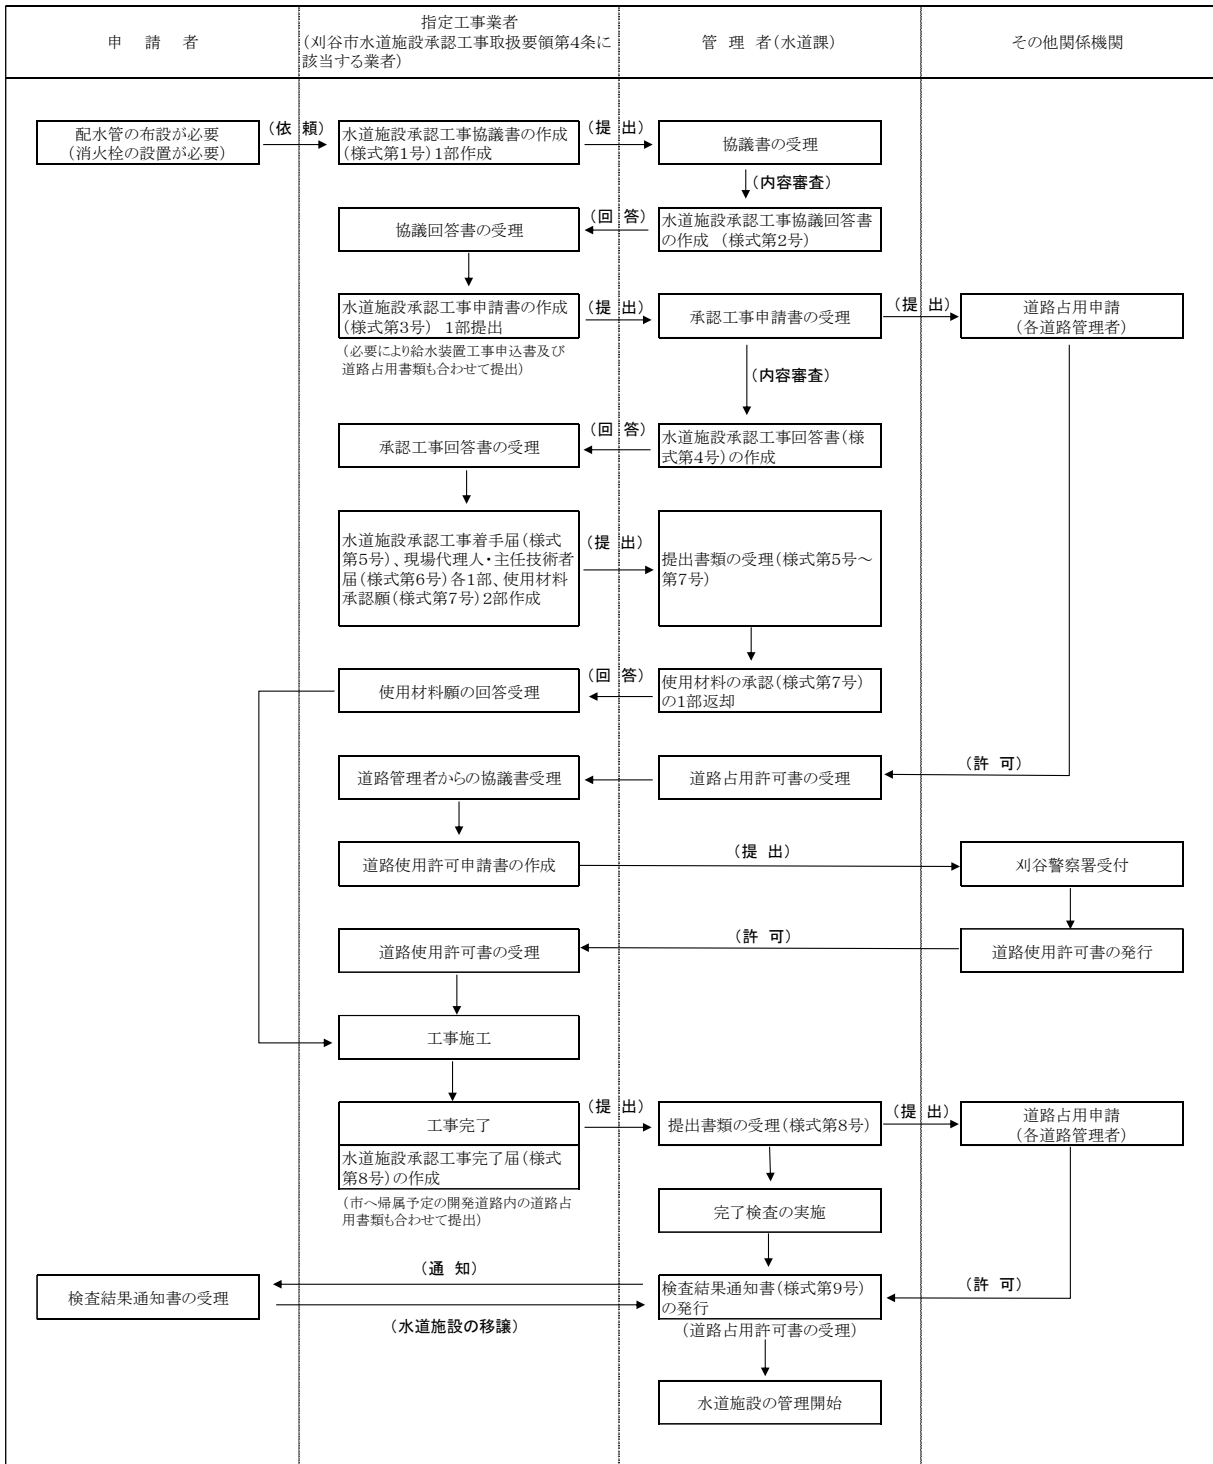 申 請 者
指定工事業者
(刈谷市水道施設承認工事取扱要領第4条に
該当する業者)
管 理 者(水道課)
その他関係機関
配水管の布設が必要
(消火栓の設置が必要)
(依 頼)
水道施設承認工事協議書の作成
(様式第1号)1部作成
(提 出)
協議書の受理
(内容審査)
協議回答書の受理
(回 答)
水道施設承認工事協議回答書
の作成 (様式第2号)
水道施設承認工事申請書の作成
(様式第3号) 1部提出
(必要により給水装置工事申込書及び
道路占用書類も合わせて提出)
(提 出)
承認工事申請書の受理
(提 出)
道路占用申請
(各道路管理者)
(内容審査)
承認工事回答書の受理
(回 答)
水道施設承認工事回答書(様
式第4号)の作成
水道施設承認工事着手届(様式
第5号)、現場代理人・主任技術者
届(様式第6号)各1部、使用材料
承認願(様式第7号)2部作成
(提 出)
提出書類の受理(様式第5号~
第7号)
使用材料願の回答受理
(回 答)
使用材料の承認(様式第7号)
の1部返却
道路管理者からの協議書受理
道路占用許可書の受理
(許 可)
道路使用許可申請書の作成
(提 出)
刈谷警察署受付
道路使用許可書の受理
(許 可)
道路使用許可書の発行
工事施工
工事完了
水道施設承認工事完了届(様式
第8号)の作成
(市へ帰属予定の開発道路内の道路占
用書類も合わせて提出)
(提 出)
提出書類の受理(様式第8号)
(提 出)
道路占用申請
(各道路管理者)
完了検査の実施
検査結果通知書の受理
(通 知)
(水道施設の移譲)
検査結果通知書(様式第9号)
の発行
(道路占用許可書の受理)
(許 可)
水道施設の管理開始